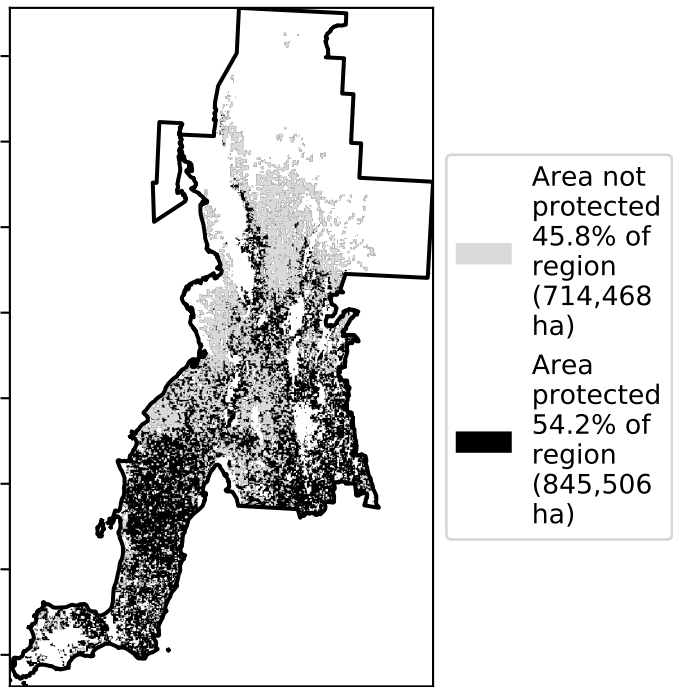 Area not
protected
45.8% of
region
(714,468
ha)
Area
protected
54.2% of
region
(845,506
ha)